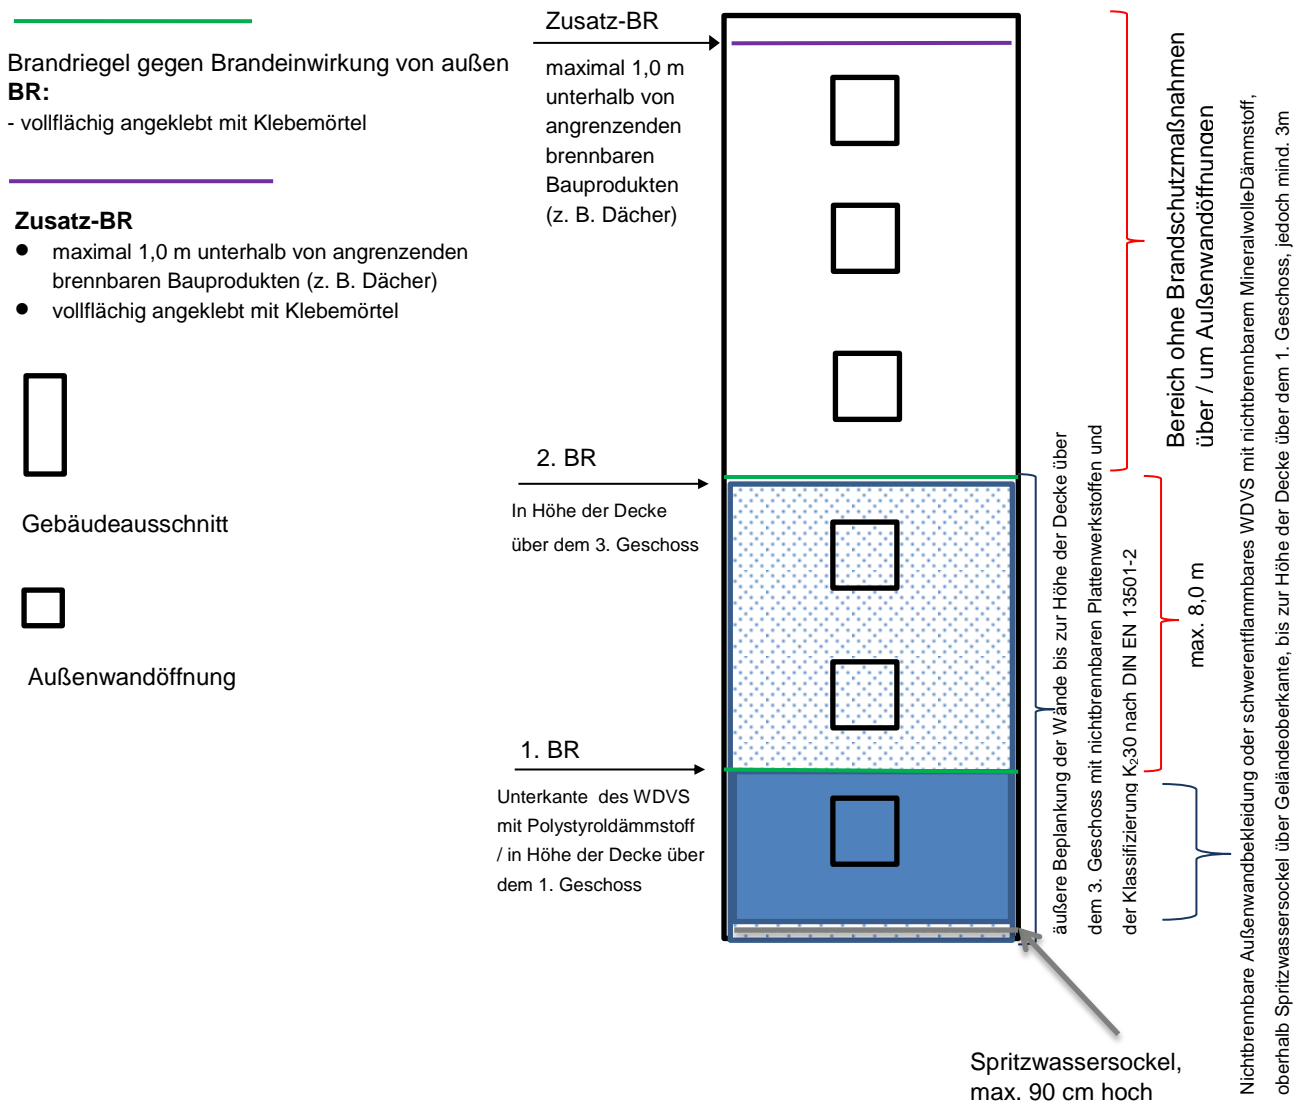 Brandriegel gegen Brandeinwirkung von außen
BR:
- vollflächig angeklebt mit Klebemörtel
Zusatz-BR
● maximal 1,0 m unterhalb von angrenzenden
brennbaren Bauprodukten (z. B. Dächer)
● vollflächig angeklebt mit Klebemörtel
Gebäudeausschnitt
Außenwandöffnung
Zusatz-BR
maximal 1,0 m
unterhalb von
angrenzenden
brennbaren
Bauprodukten
(z. B. Dächer)
2. BR
In Höhe der Decke
über dem 3. Geschoss
1. BR
Unterkante des WDVS
mit Polystyroldämmstoff
/ in Höhe der Decke über
dem 1. Geschoss
äußere Beplankung der Wände bis zur Höhe der Decke über
dem 3. Geschoss mit nichtbrennbaren Plattenwerkstoffen und
der Klassifizierung K₂30 nach DIN EN 13501-2
Bereich ohne Brandschutzmaßnahmen
über / um Außenwandöffnungen
max. 8,0 m
Nichtbrennbare Außenwandbekleidung oder schwerentflammbares WDVS mit nichtbrennbarem Mineralwolle-Dämmstoff,
oberhalb Spritzwassersockel über Geländeoberkante, bis zur Höhe der Decke über dem 1. Geschoss, jedoch mind. 3m
Spritzwassersockel,
max. 90 cm hoch